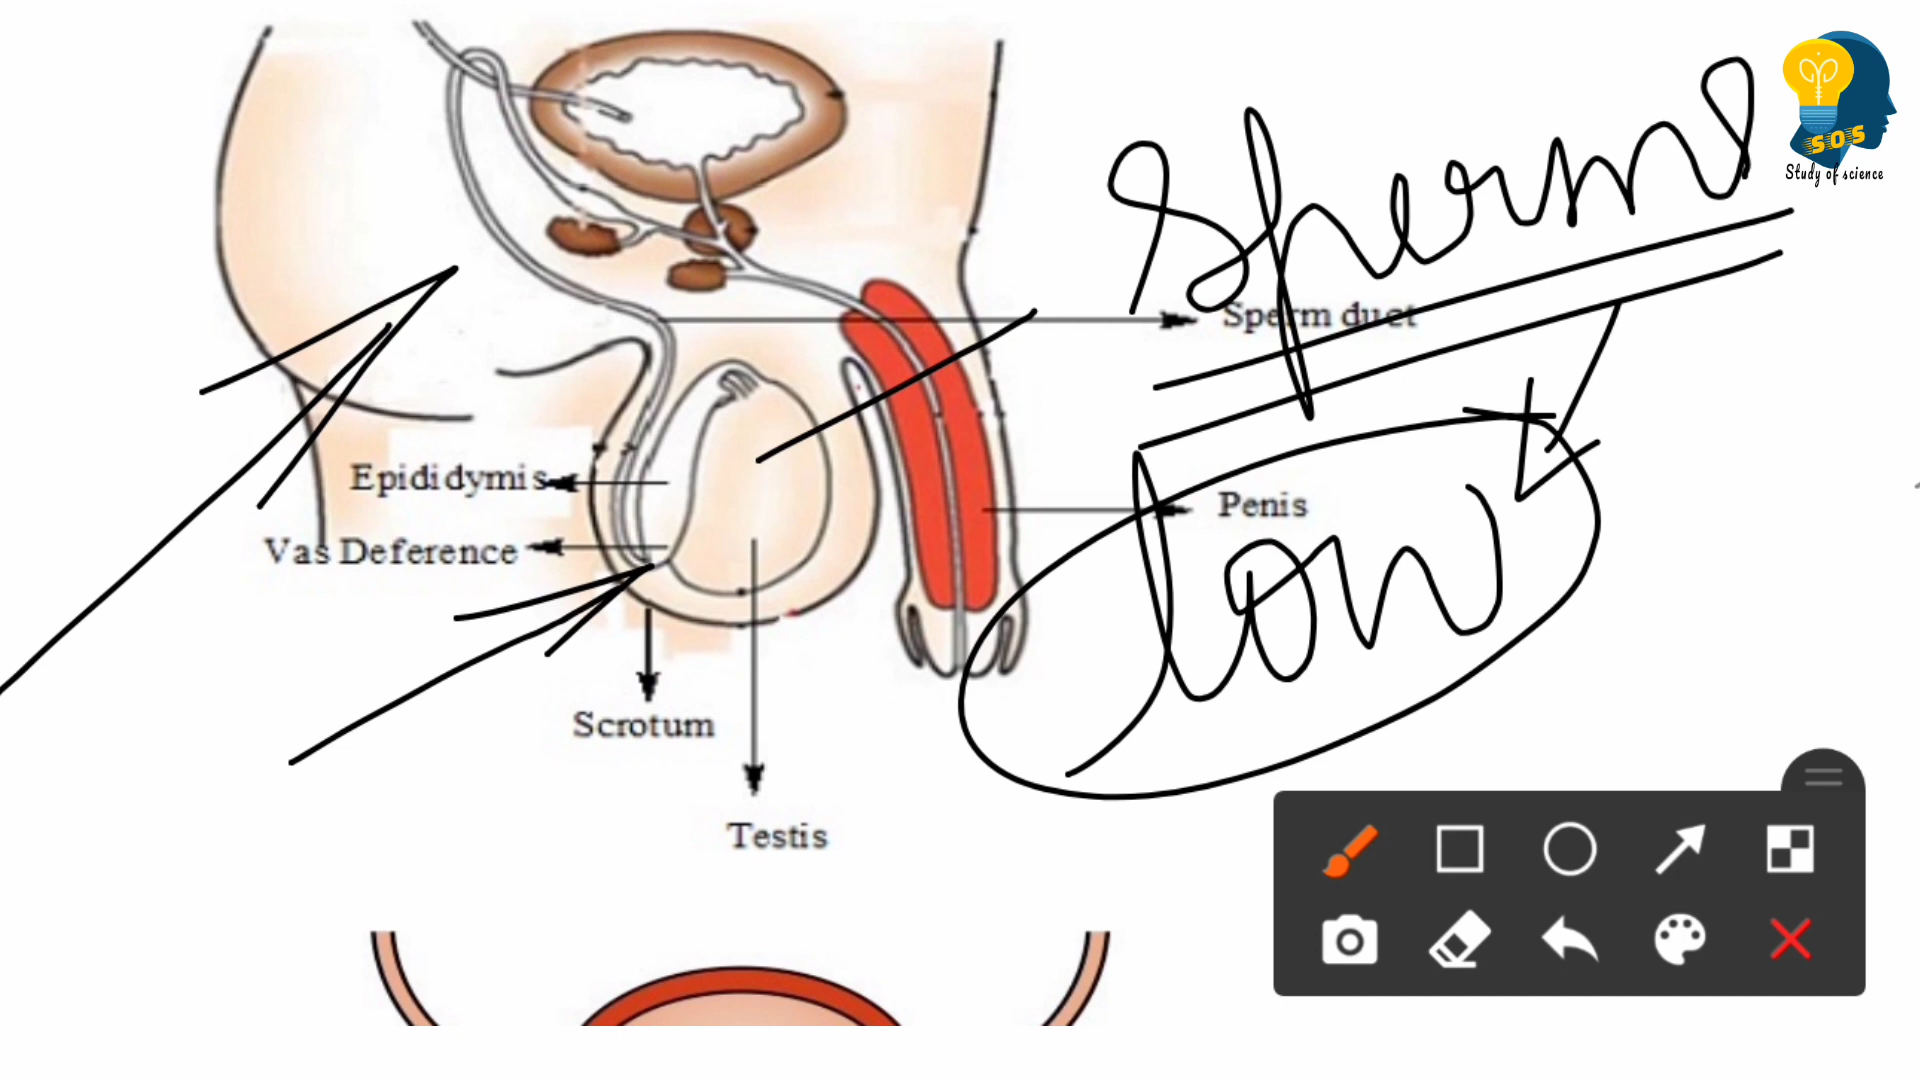 Sperms
SOS
Study of science
Sperm duct
Epididymis
Penis
low
Vas Deference
Scrotum
Testis